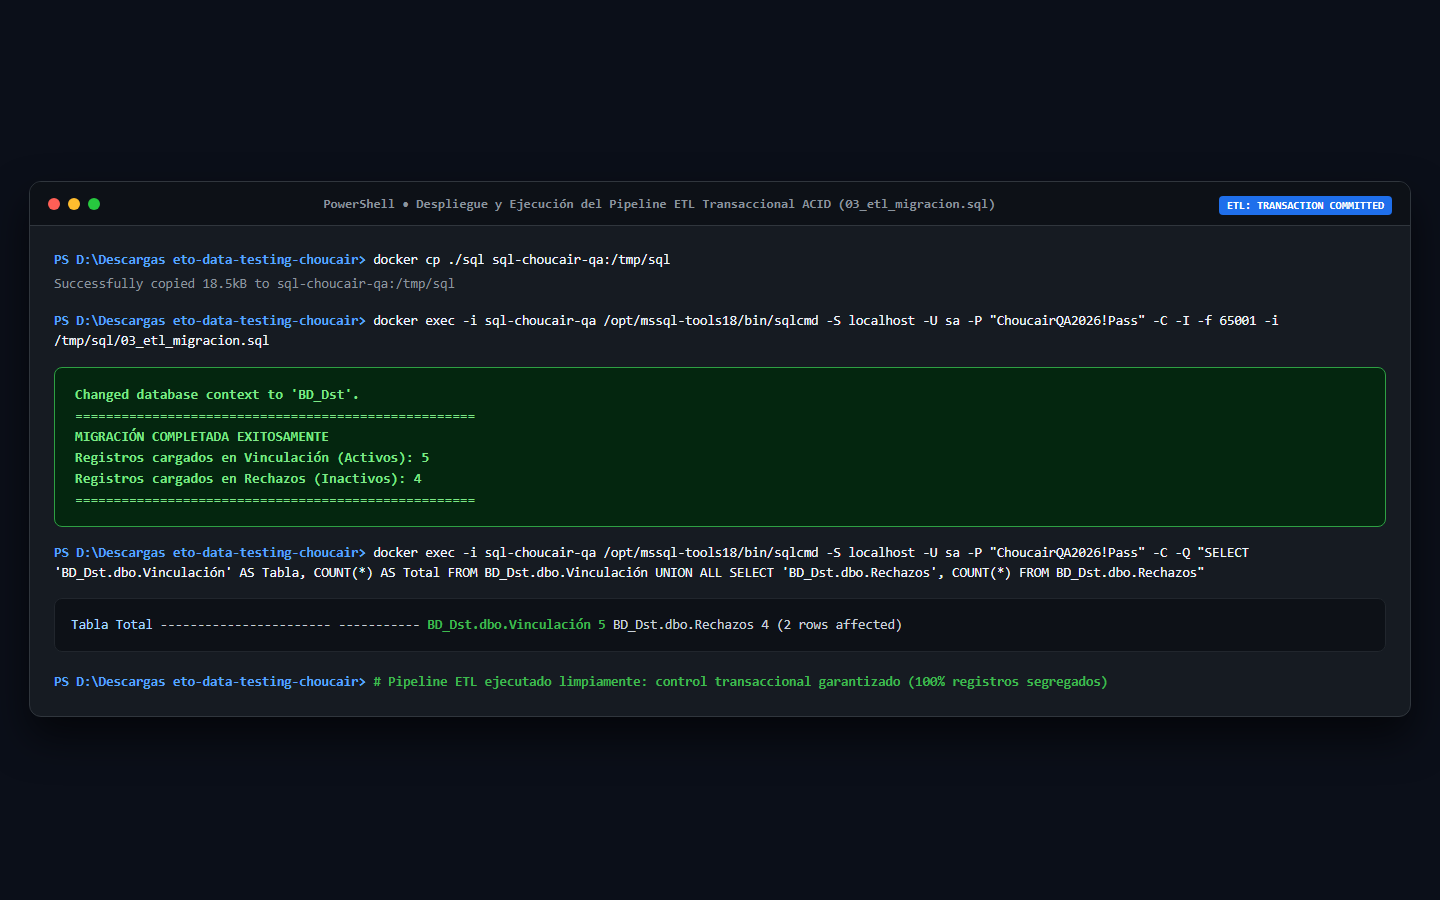 PowerShell • Despliegue y Ejecución del Pipeline ETL Transaccional ACID (03_etl_migracion.sql)
ETL: TRANSACTION COMMITTED
PS D:\Descargas eto-data-testing-choucair> docker cp ./sql sql-choucair-qa:/tmp/sql
Successfully copied 18.5kB to sql-choucair-qa:/tmp/sql
PS D:\Descargas eto-data-testing-choucair> docker exec -i sql-choucair-qa /opt/mssql-tools18/bin/sqlcmd -S localhost -U sa -P "ChoucairQA2026!Pass" -C -I -f 65001 -i
/tmp/sql/03_etl_migracion.sql
Changed database context to 'BD_Dst'.
====================================================
MIGRACIÓN COMPLETADA EXITOSAMENTE
Registros cargados en Vinculación (Activos): 5
Registros cargados en Rechazos (Inactivos): 4
====================================================
PS D:\Descargas eto-data-testing-choucair> docker exec -i sql-choucair-qa /opt/mssql-tools18/bin/sqlcmd -S localhost -U sa -P "ChoucairQA2026!Pass" -C -Q "SELECT
'BD_Dst.dbo.Vinculación' AS Tabla, COUNT(*) AS Total FROM BD_Dst.dbo.Vinculación UNION ALL SELECT 'BD_Dst.dbo.Rechazos', COUNT(*) FROM BD_Dst.dbo.Rechazos"
Tabla Total ----------------------- ----------- BD_Dst.dbo.Vinculación 5 BD_Dst.dbo.Rechazos 4 (2 rows affected)
PS D:\Descargas eto-data-testing-choucair> # Pipeline ETL ejecutado limpiamente: control transaccional garantizado (100% registros segregados)